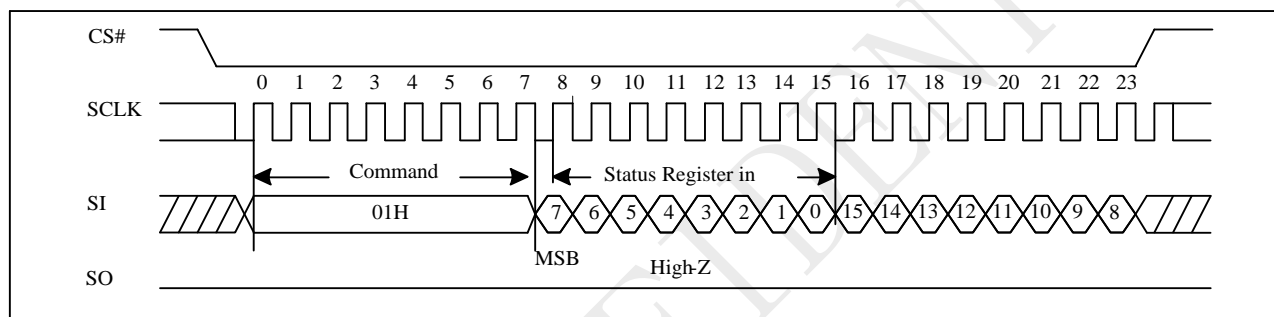 CS#
0 1 2 3 4 5 6 7 8 9 10 11 12 13 14 15 16 17 18 19 20 21 22 23
SCLK
Command Status Register in
SI 01H 7 6 5 4 3 2 1 0 15 14 13 12 11 10 9 8
MSB High-Z
SO